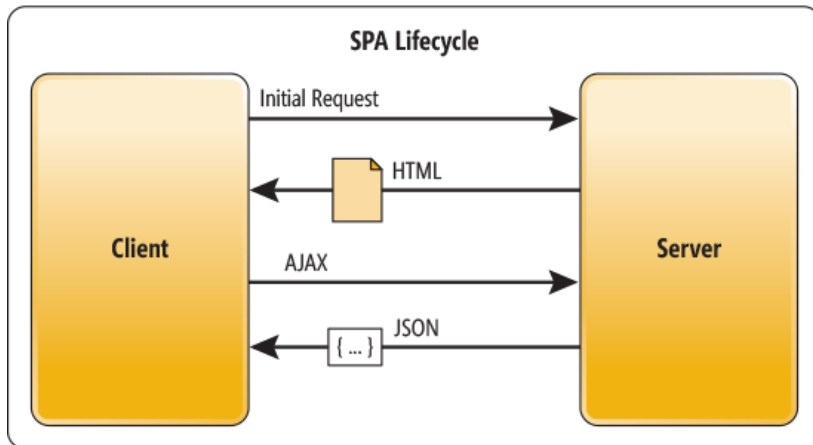 SPA Lifecycle
Initial Request
HTML
Client
Server
AJAX
JSON
{ ... }